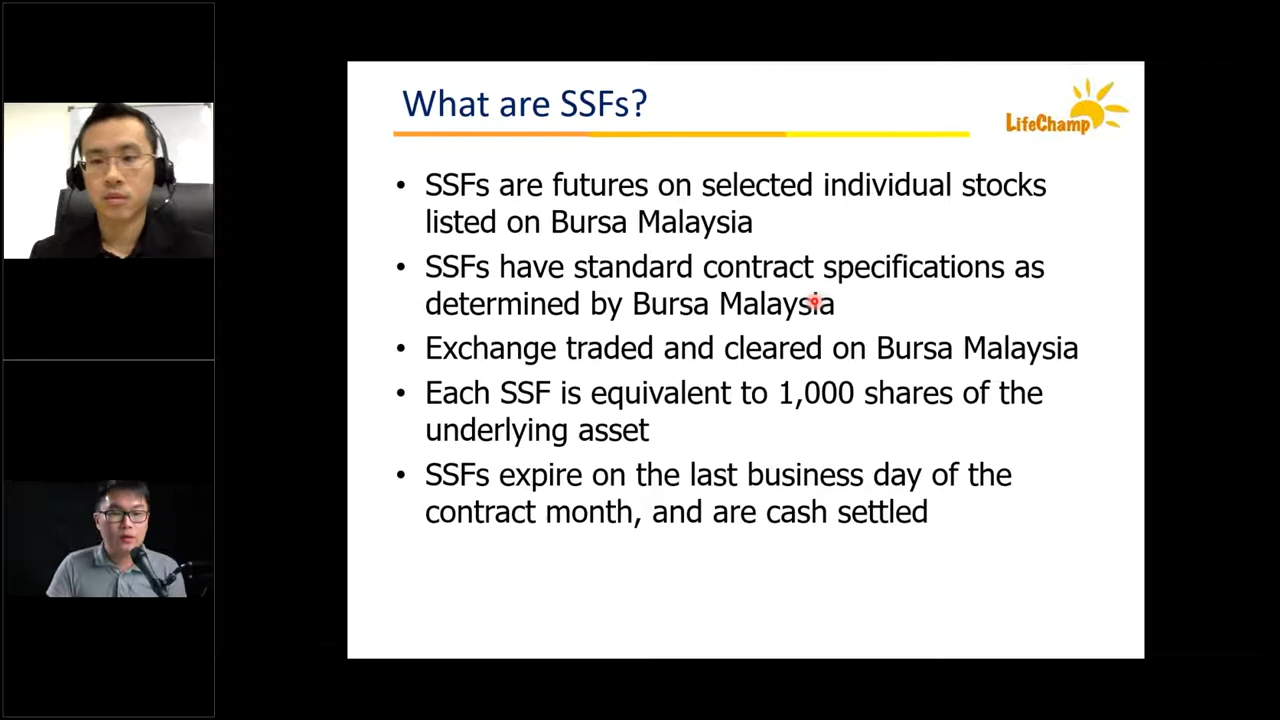 What are SSFs?
LifeChamp
• SSFs are futures on selected individual stocks
listed on Bursa Malaysia
• SSFs have standard contract specifications as
determined by Bursa Malaysia
• Exchange traded and cleared on Bursa Malaysia
• Each SSF is equivalent to 1,000 shares of the
underlying asset
• SSFs expire on the last business day of the
contract month, and are cash settled